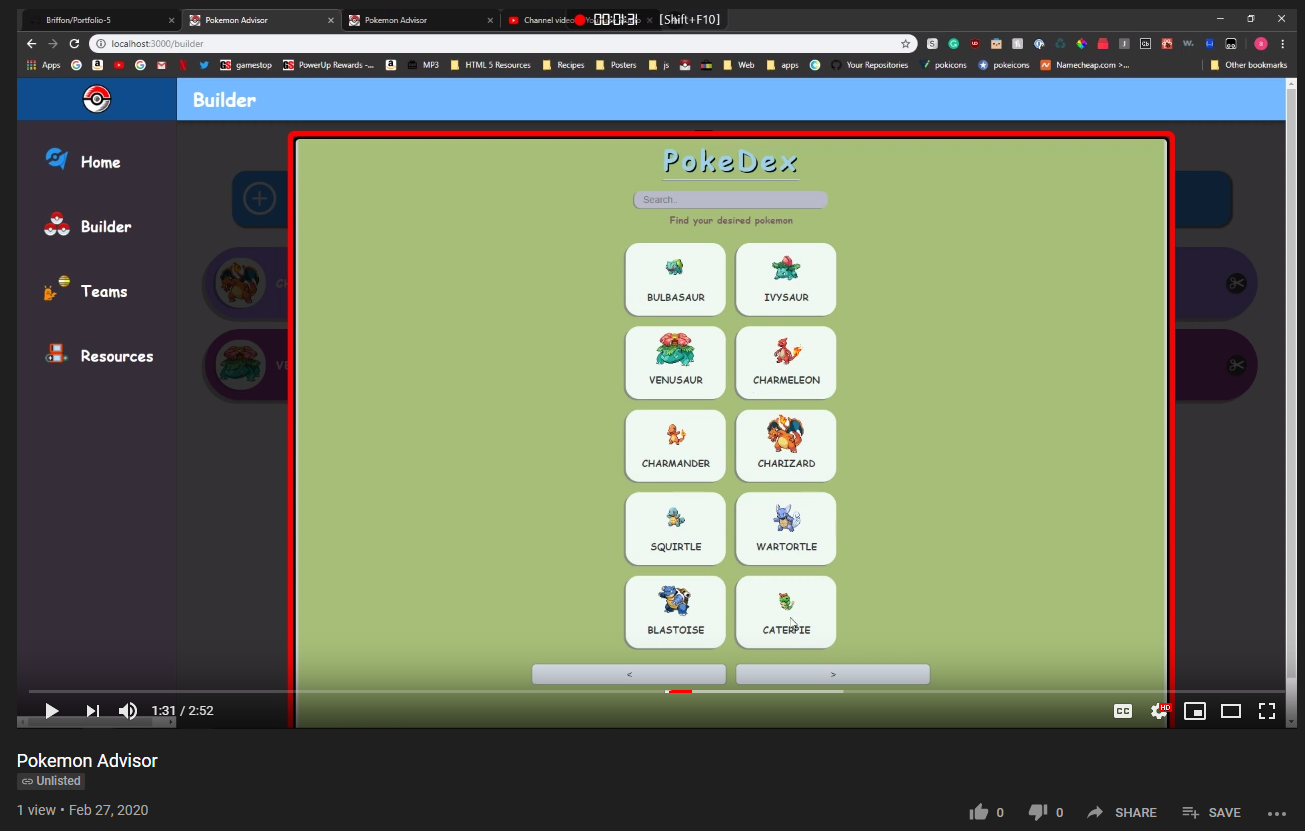 Briffon/Portfolio-5
Pokemon Advisor
Pokemon Advisor
Channel video
[Shift+F10]
localhost:3000/builder
Apps
gamestop
PowerUp Rewards -...
MP3
HTML 5 Resources
Recipes
Posters
js
Web
apps
Your Repositories
pokicons
pokeicons
Namecheap.com >...
Other bookmarks
Builder
Home
Builder
Teams
Resources
PokeDex
Search..
Find your desired pokemon
BULBASAUR
IVYSAUR
VENUSAUR
CHARMELEON
CHARMANDER
CHARIZARD
SQUIRTLE
WARTORTLE
BLASTOISE
CATERPIE
<
>
1:31 / 2:52
CC
HD
Pokemon Advisor
Unlisted
1 view • Feb 27, 2020
0
0
SHARE
SAVE